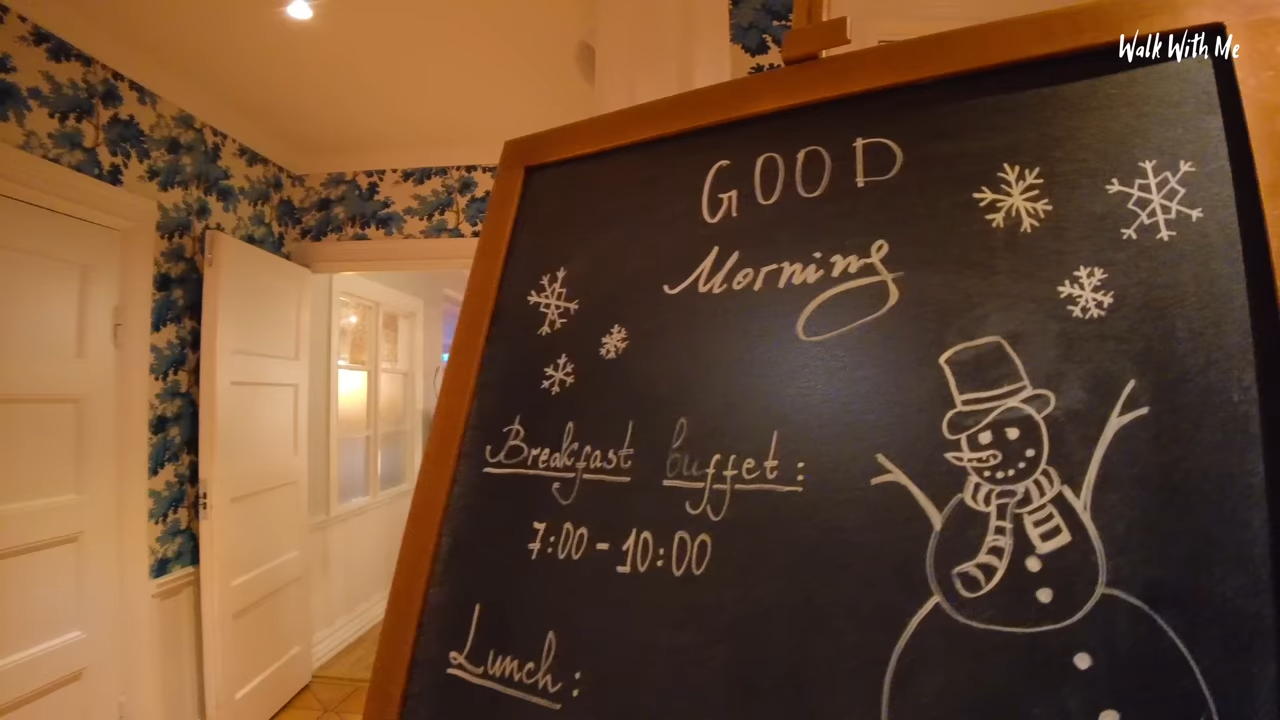 Walk With Me
GOOD
Morning
Breakfast buffet:
7:00-10:00
Lunch: